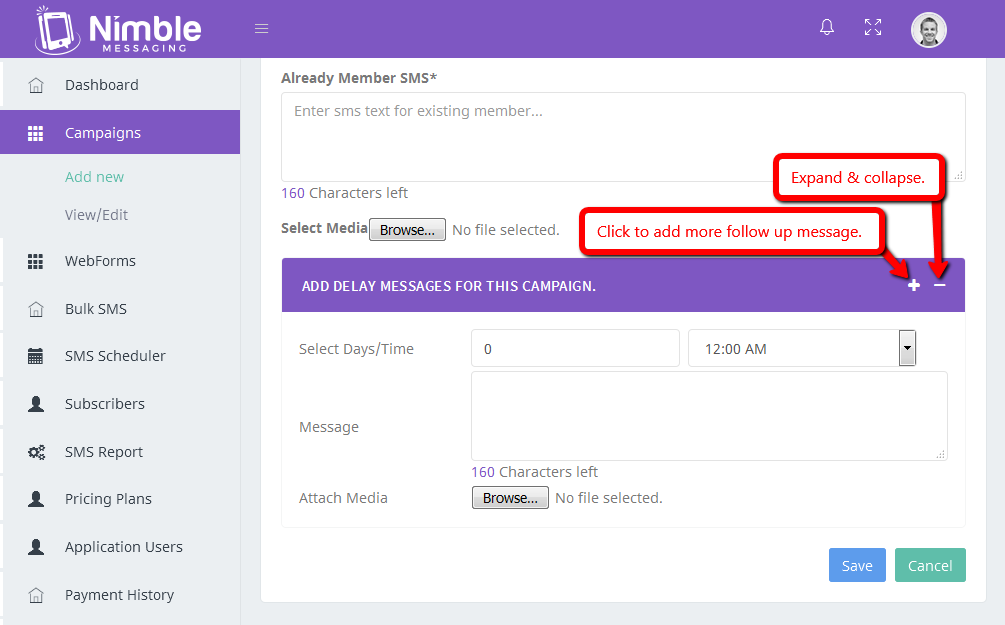 Nimble
MESSAGING
Dashboard
Campaigns
Add new
View/Edit
WebForms
Bulk SMS
SMS Scheduler
Subscribers
SMS Report
Pricing Plans
Application Users
Payment History
Already Member SMS*
Enter sms text for existing member...
160 Characters left
Expand & collapse.
Select Media Browse... No file selected.
Click to add more follow up message.
ADD DELAY MESSAGES FOR THIS CAMPAIGN.
Select Days/Time 0 12:00 AM
Message
160 Characters left
Attach Media Browse... No file selected.
Save Cancel